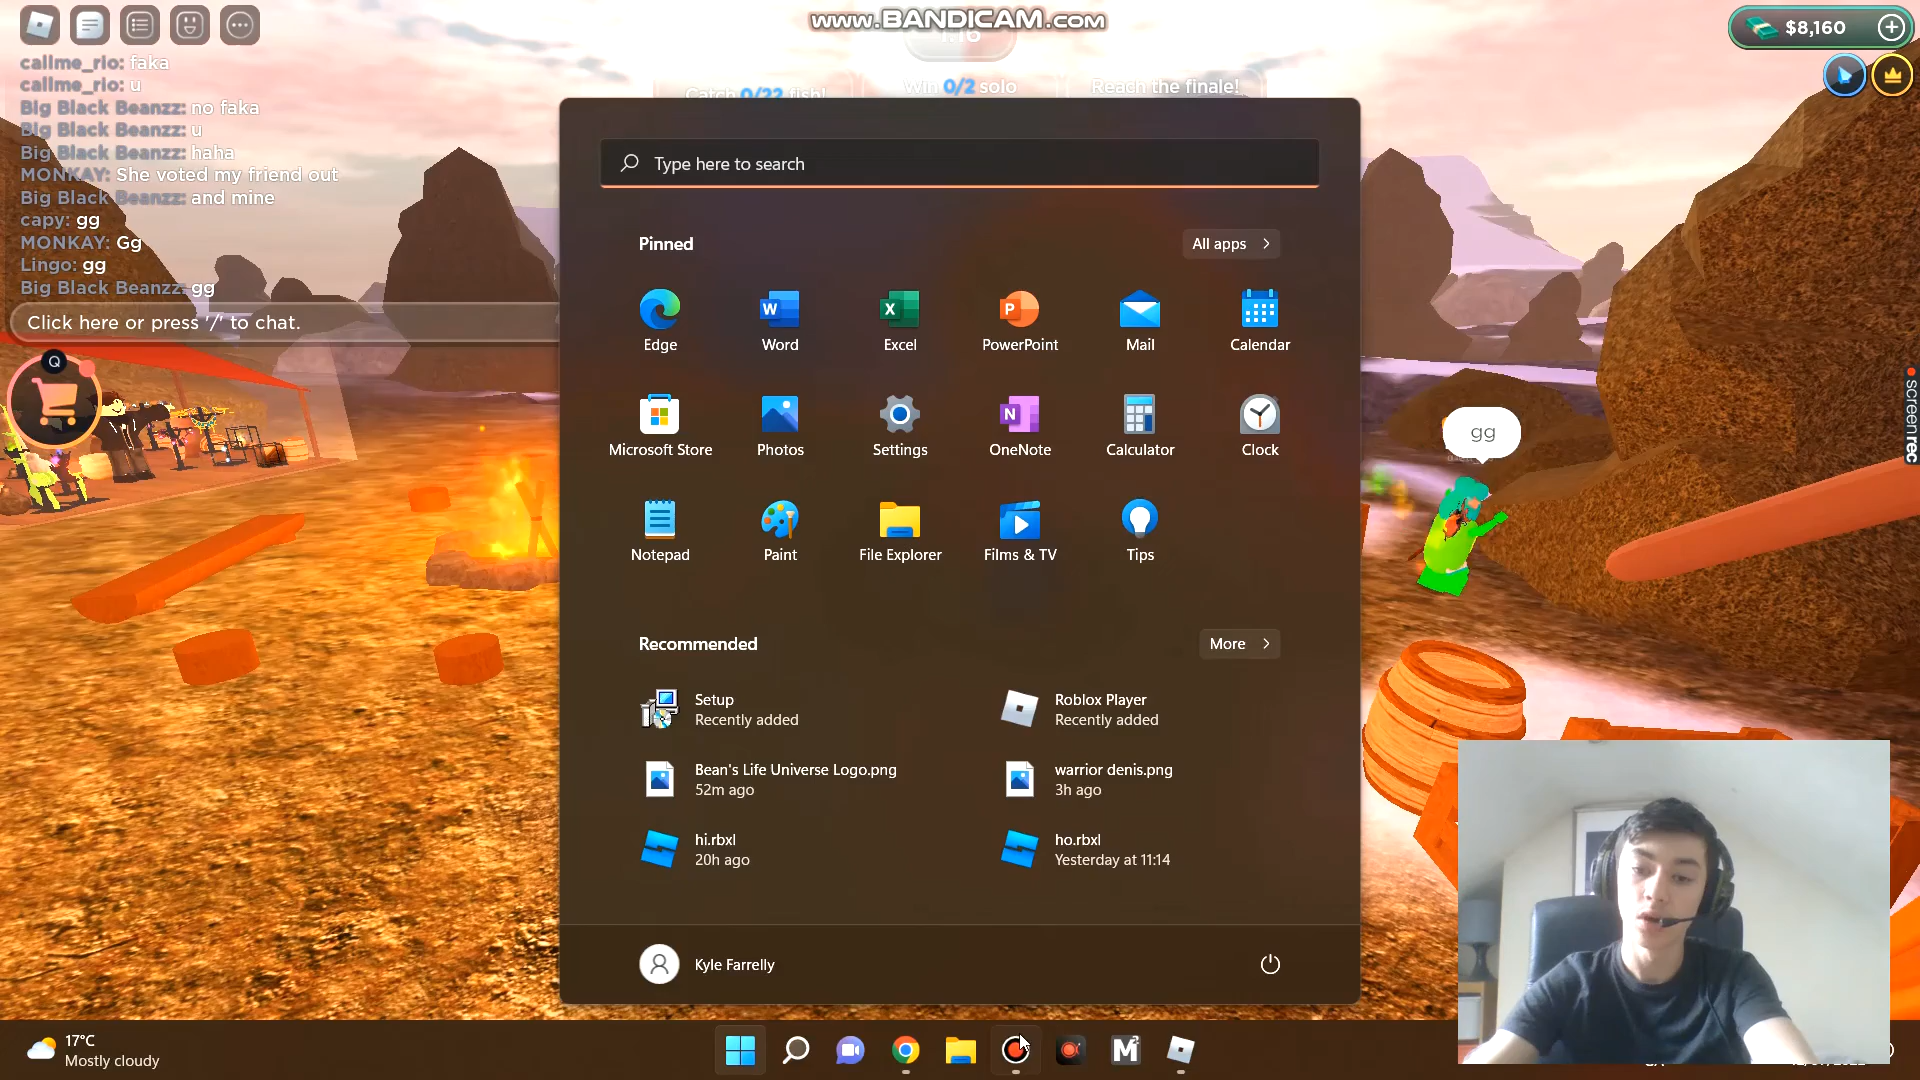 www.BANDICAM.com
1:16
$8,160
callme_rio: faka
callme_rio: u
Big Black Beanzz: no faka
Big Black Beanzz: u
Big Black Beanzz: haha
MONKAY: She voted my friend out
Big Black Beanzz: and mine
capy: gg
MONKAY: Gg
Lingo: gg
Big Black Beanzz: gg
Click here or press '/' to chat.
Q
Catch 0/22 fish!
Win 0/2 solo
Reach the finale!
Type here to search
Pinned
All apps
Edge
Word
Excel
PowerPoint
Mail
Calendar
Microsoft Store
Photos
Settings
OneNote
Calculator
Clock
Notepad
Paint
File Explorer
Films & TV
Tips
gg
screenrec
Recommended
More
Setup
Recently added
Roblox Player
Recently added
Bean's Life Universe Logo.png
52m ago
warrior denis.png
3h ago
hi.rbxl
20h ago
ho.rbxl
Yesterday at 11:14
Kyle Farrelly
17°C
Mostly cloudy